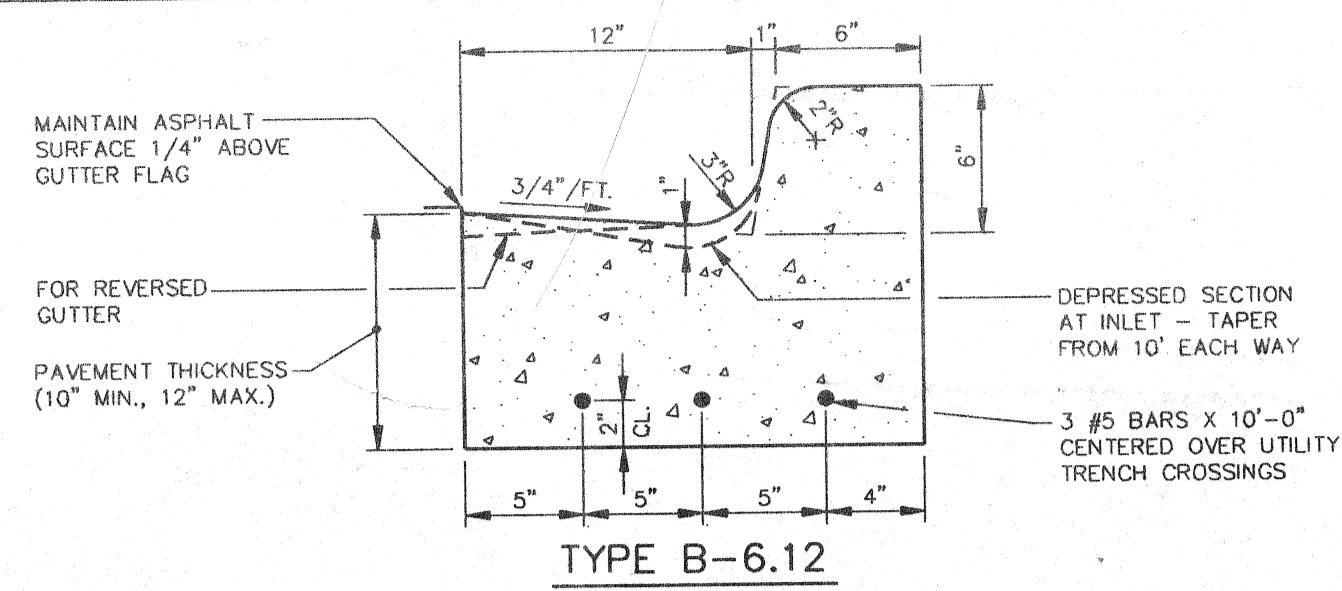 12"
1"
6"
MAINTAIN ASPHALT
SURFACE 1/4" ABOVE
GUTTER FLAG
2"R
6"
3"R
1"
3/4"/FT.
FOR REVERSED
GUTTER
DEPRESSED SECTION
AT INLET – TAPER
FROM 10' EACH WAY
PAVEMENT THICKNESS
(10" MIN., 12" MAX.)
2"
CL.
3 #5 BARS X 10'-0"
CENTERED OVER UTILITY
TRENCH CROSSINGS
5"
5"
5"
4"
TYPE B-6.12